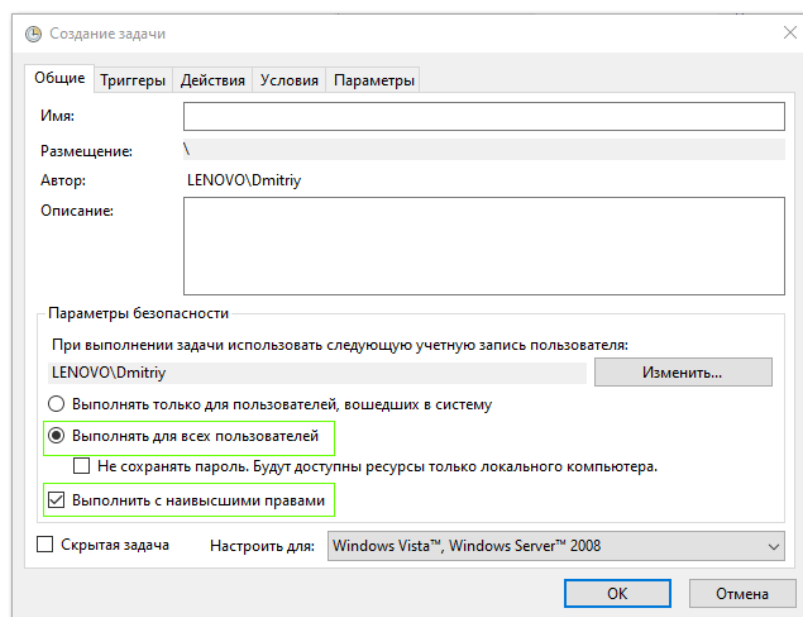 Создание задачи
Общие Триггеры Действия Условия Параметры
Имя:
Размещение: \
Автор: LENOVO\Dmitriy
Описание:
Параметры безопасности
При выполнении задачи использовать следующую учетную запись пользователя:
LENOVO\Dmitriy Изменить...
Выполнять только для пользователей, вошедших в систему
Выполнять для всех пользователей
Не сохранять пароль. Будут доступны ресурсы только локального компьютера.
Выполнить с наивысшими правами
Скрытая задача Настроить для: Windows Vista™, Windows Server™ 2008
OK Отмена